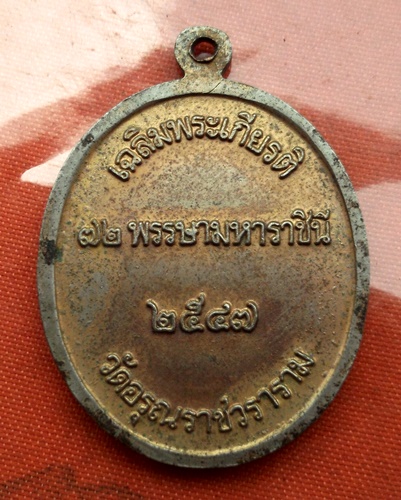 เฉลิมพระเกียรติ
๗๒ พรรษามหาราชินี
๒๕๔๗
วัดอรุณราชวราราม